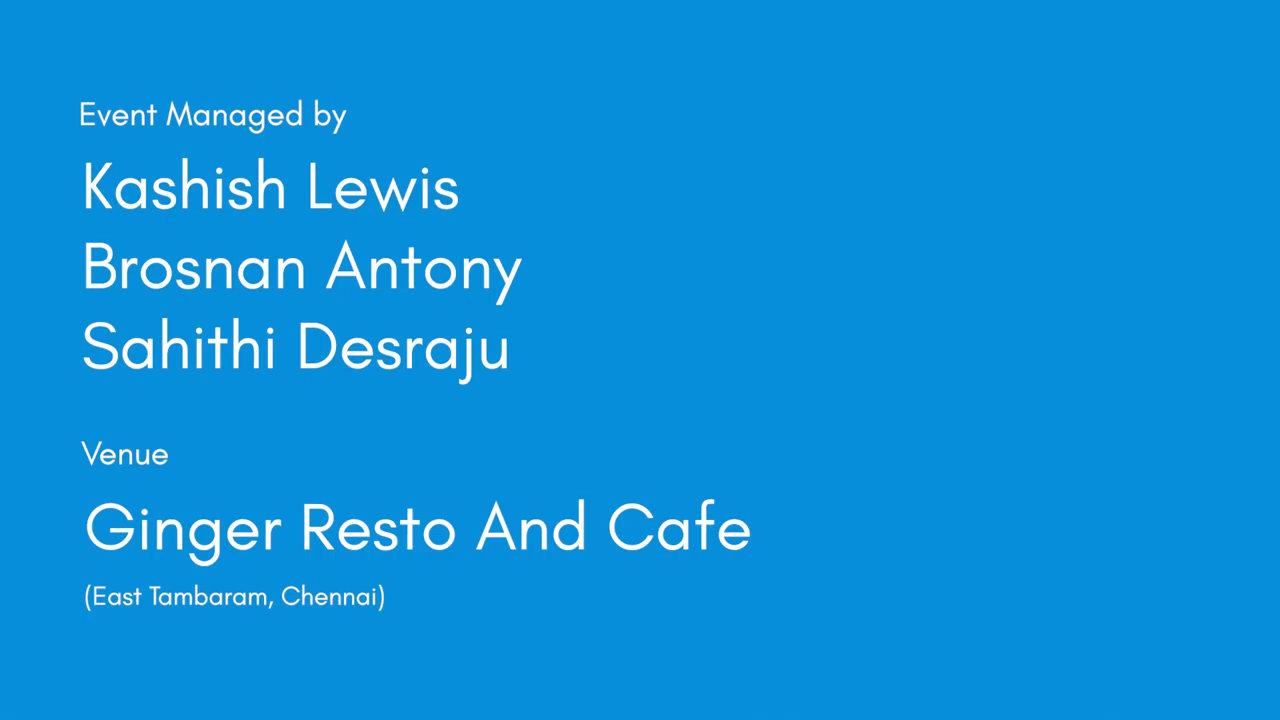 Event Managed by
Kashish Lewis
Brosnan Antony
Sahithi Desraju
Venue
Ginger Resto And Cafe
(East Tambaram, Chennai)